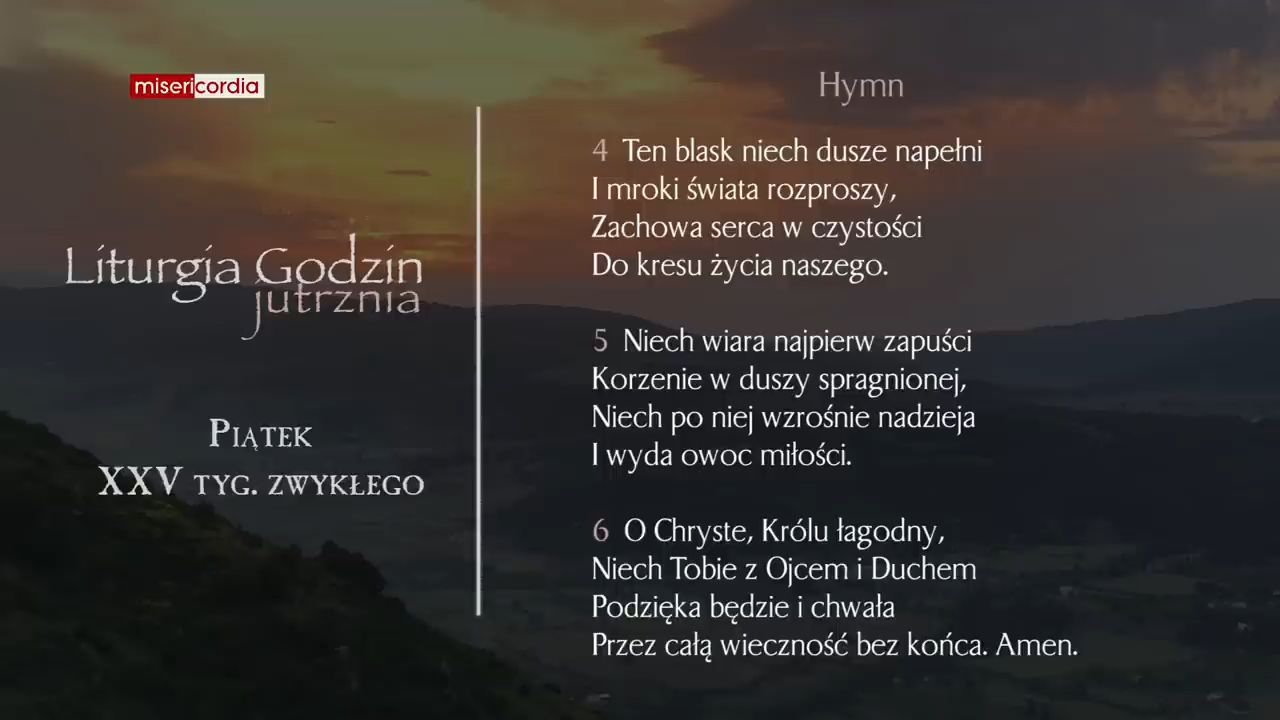 misericordia
Liturgia Godzin
jutrznia
Piątek
XXV tyg. zwykłego
Hymn
4 Ten blask niech dusze napełni
I mroki świata rozproszy,
Zachowa serca w czystości
Do kresu życia naszego.
5 Niech wiara najpierw zapuści
Korzenie w duszy spragnionej,
Niech po niej wzrośnie nadzieja
I wyda owoc miłości.
6 O Chryste, Królu łagodny,
Niech Tobie z Ojcem i Duchem
Podzięka będzie i chwała
Przez całą wieczność bez końca. Amen.